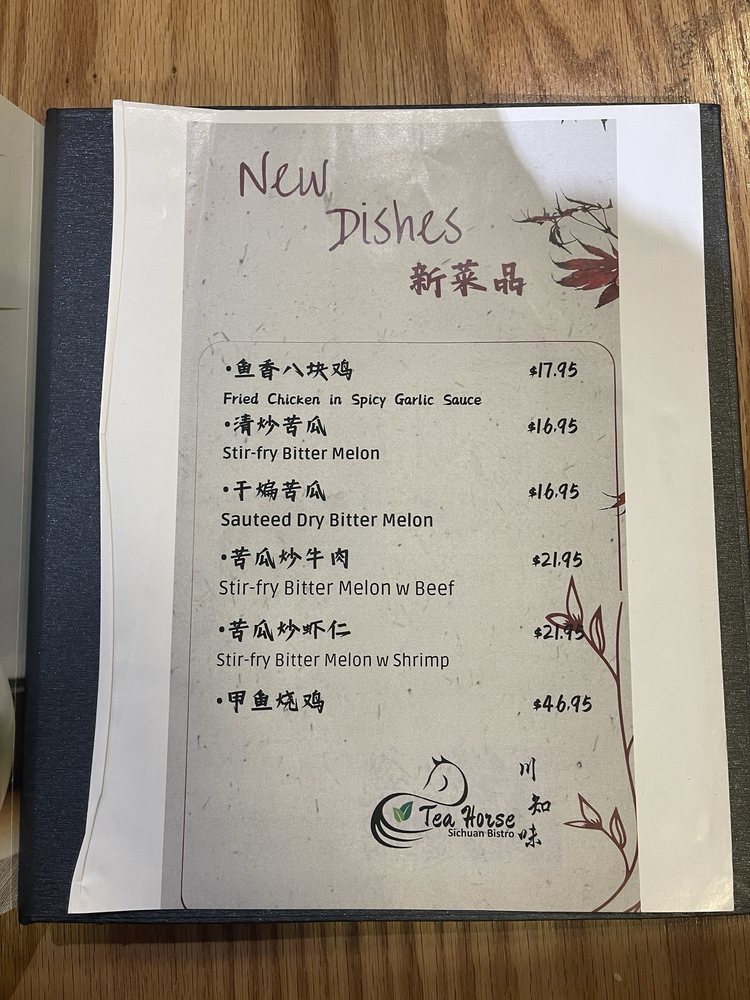 New
Dishes
新菜品
•鱼香八块鸡 $17.95
Fried Chicken in Spicy Garlic Sauce
•清炒苦瓜 $16.95
Stir-fry Bitter Melon
•干煸苦瓜 $16.95
Sauteed Dry Bitter Melon
•苦瓜炒牛肉 $21.95
Stir-fry Bitter Melon w Beef
•苦瓜炒虾仁 $21.95
Stir-fry Bitter Melon w Shrimp
•甲鱼烧鸡 $46.95
Tea Horse
Sichuan Bistro
川知味